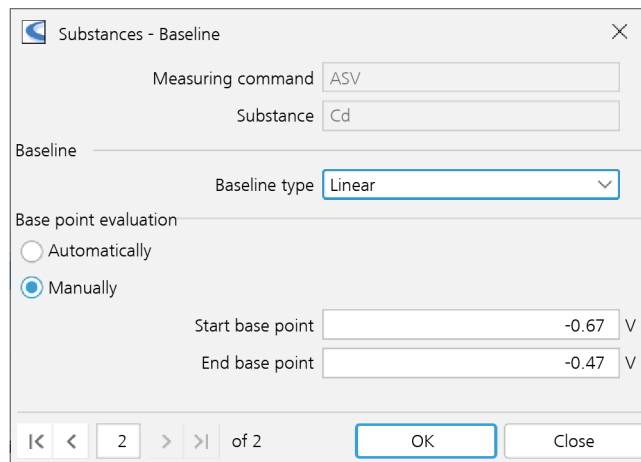 Substances - Baseline
Measuring command ASV
Substance Cd
Baseline
Baseline type Linear
Base point evaluation
Automatically
Manually
Start base point -0.67 V
End base point -0.47 V
2 of 2 OK Close